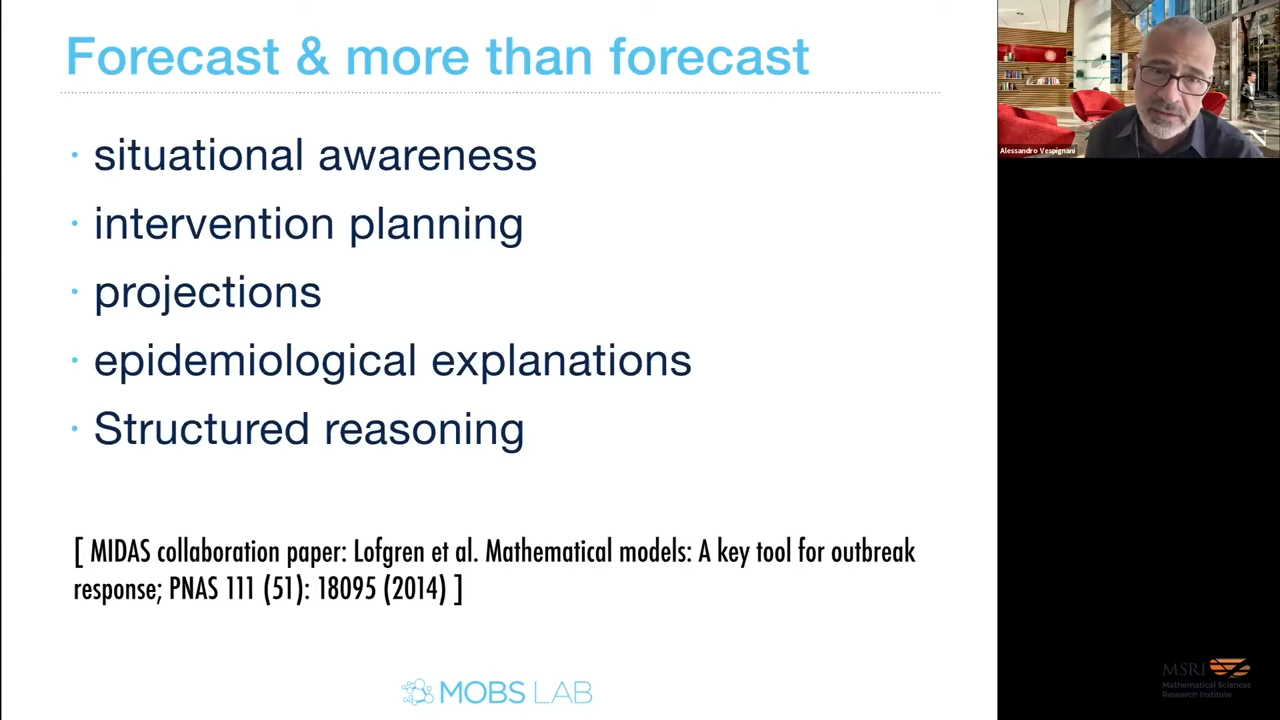 Forecast & more than forecast
· situational awareness
· intervention planning
· projections
· epidemiological explanations
· Structured reasoning
[ MIDAS collaboration paper: Lofgren et al. Mathematical models: A key tool for outbreak
response; PNAS 111 (51): 18095 (2014) ]
MOBS LAB
Alessandro Vespignani
N
MSRI
Mathematical Sciences
Research Institute